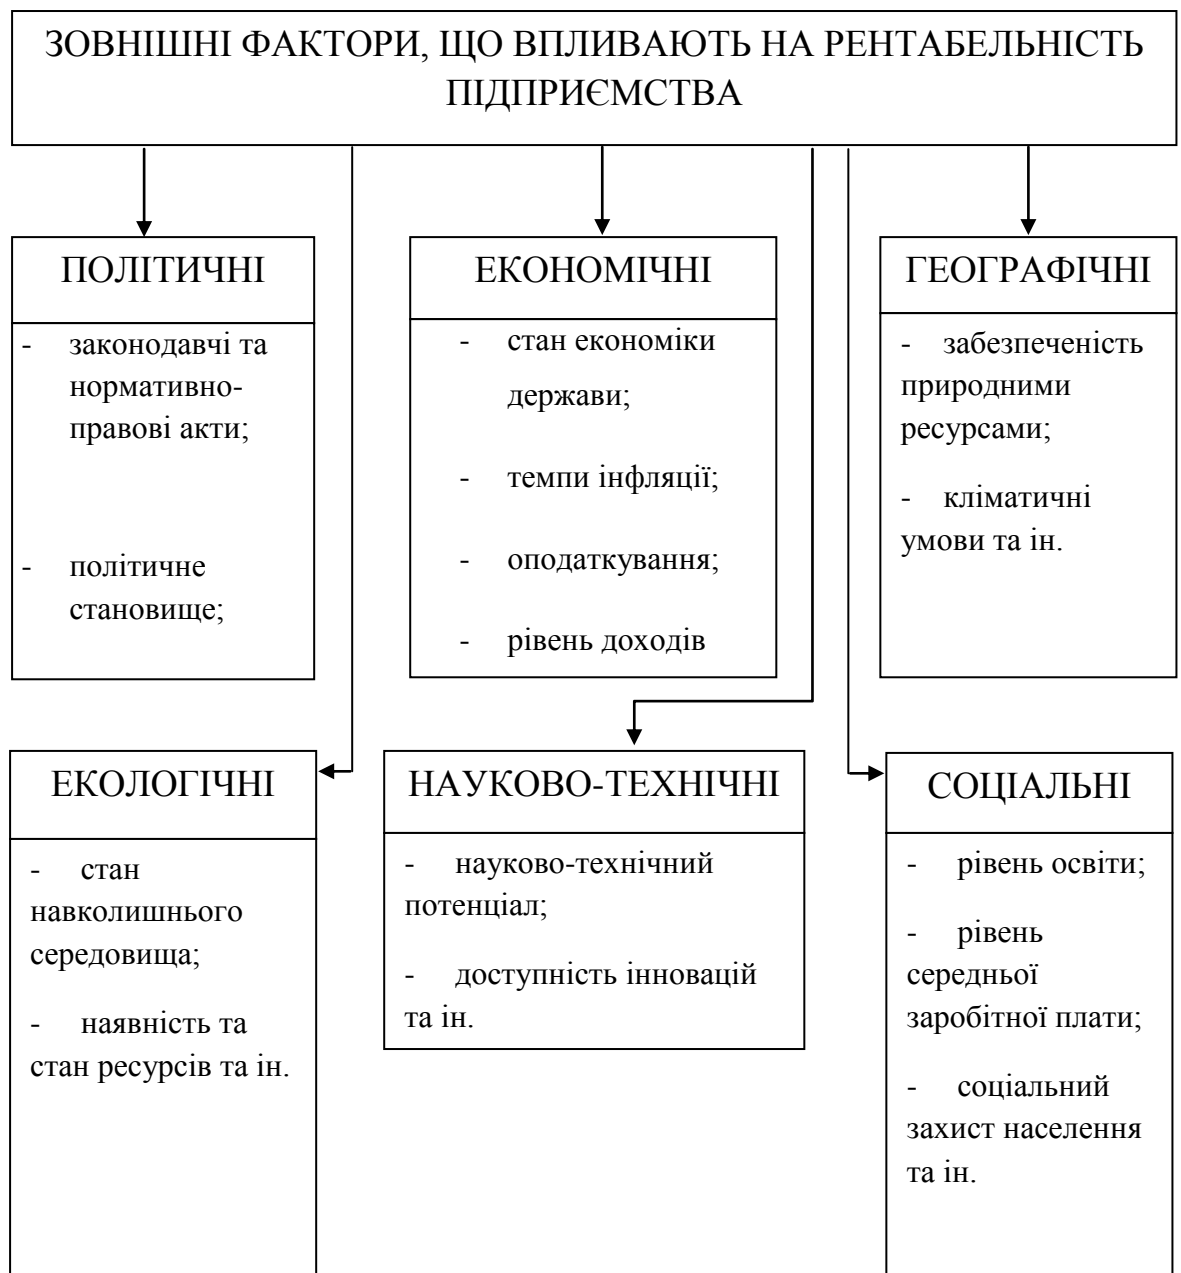 ЗОВНІШНІ ФАКТОРИ, ЩО ВПЛИВАЮТЬ НА РЕНТАБЕЛЬНІСТЬ
ПІДПРИЄМСТВА
ПОЛІТИЧНІ
- законодавчі та
нормативно-
правові акти;
- політичне
становище;
ЕКОНОМІЧНІ
- стан економіки
держави;
- темпи інфляції;
- оподаткування;
- рівень доходів
ГЕОГРАФІЧНІ
- забезпеченість
природними
ресурсами;
- кліматичні
умови та ін.
ЕКОЛОГІЧНІ
- стан
навколишнього
середовища;
- наявність та
стан ресурсів та ін.
НАУКОВО-ТЕХНІЧНІ
- науково-технічний
потенціал;
- доступність інновацій
та ін.
СОЦІАЛЬНІ
- рівень освіти;
- рівень
середньої
заробітної плати;
- соціальний
захист населення
та ін.